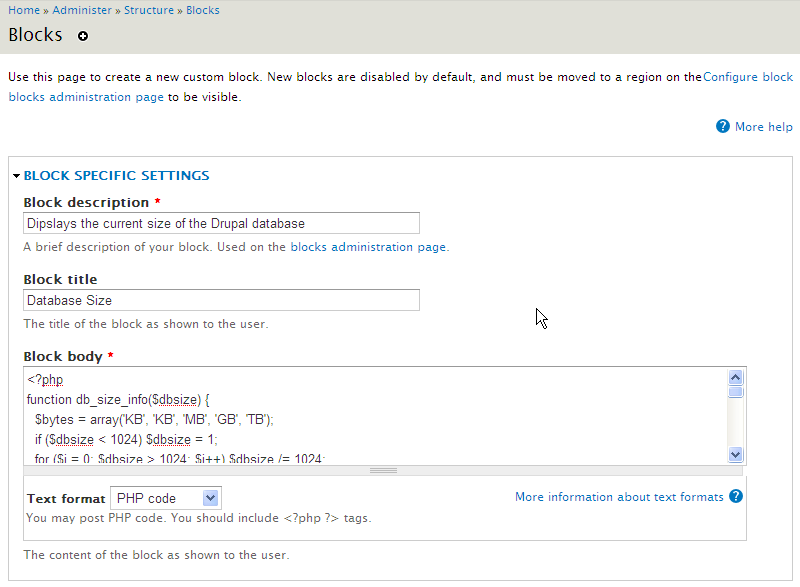 Home » Administer » Structure » Blocks
Blocks
Use this page to create a new custom block. New blocks are disabled by default, and must be moved to a region on the Configure block
blocks administration page to be visible.
More help
BLOCK SPECIFIC SETTINGS
Block description *
Dipslays the current size of the Drupal database
A brief description of your block. Used on the blocks administration page.
Block title
Database Size
The title of the block as shown to the user.
Block body *
<?php
function db_size_info($dbsize) {
$bytes = array('KB', 'KB', 'MB', 'GB', 'TB');
if ($dbsize < 1024) $dbsize = 1;
for ($i = 0; $dbsize > 1024; $i++) $dbsize /= 1024;
Text format PHP code More information about text formats ?
You may post PHP code. You should include <?php ?> tags.
The content of the block as shown to the user.